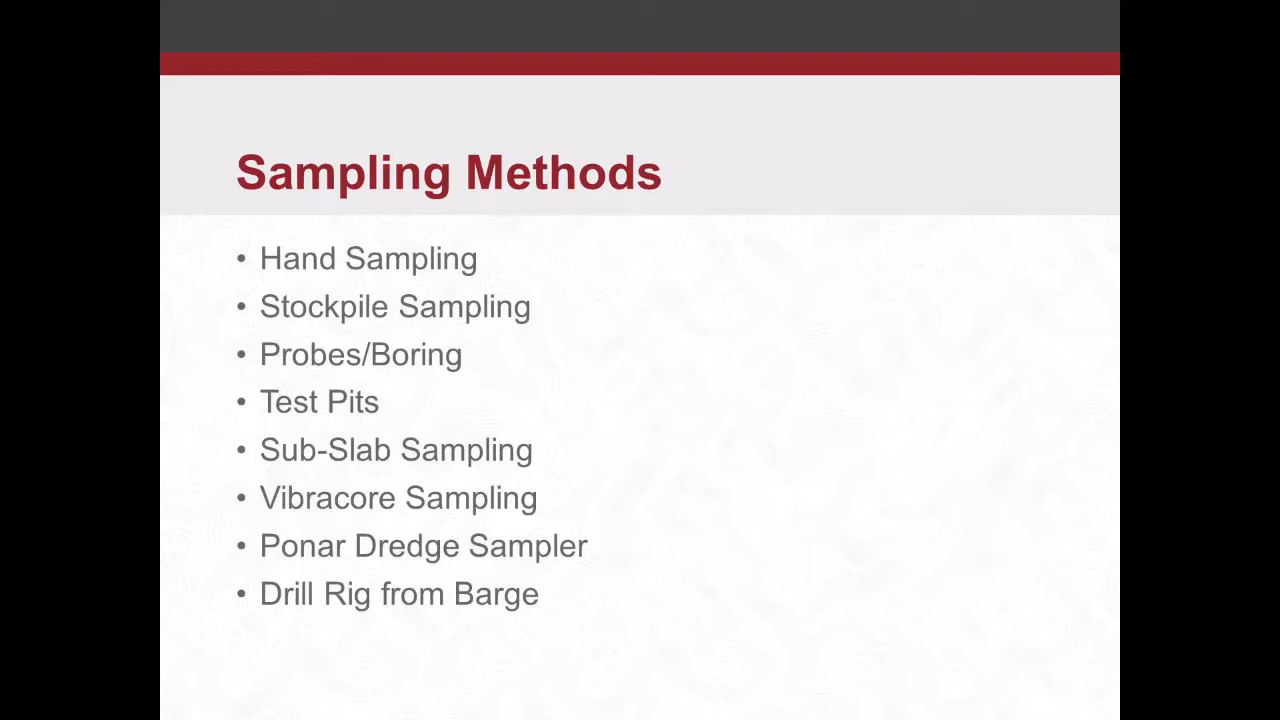 Sampling Methods
• Hand Sampling
• Stockpile Sampling
• Probes/Boring
• Test Pits
• Sub-Slab Sampling
• Vibracore Sampling
• Ponar Dredge Sampler
• Drill Rig from Barge